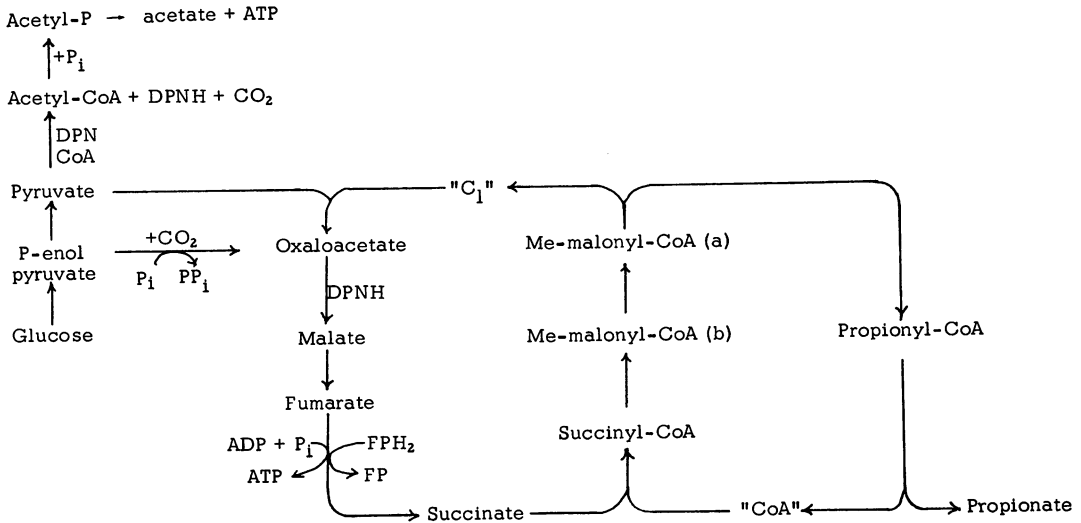 Acetyl-P → acetate + ATP
+Pi
Acetyl-CoA + DPNH + CO2
DPN
CoA
Pyruvate
"C1"
P-enol
pyruvate
+CO2
Pi PPi
Oxaloacetate
Me-malonyl-CoA (a)
DPNH
Glucose
Malate
Me-malonyl-CoA (b)
Propionyl-CoA
Fumarate
ADP + Pi FPH2
ATP FP
Succinyl-CoA
Succinate
"CoA"
Propionate